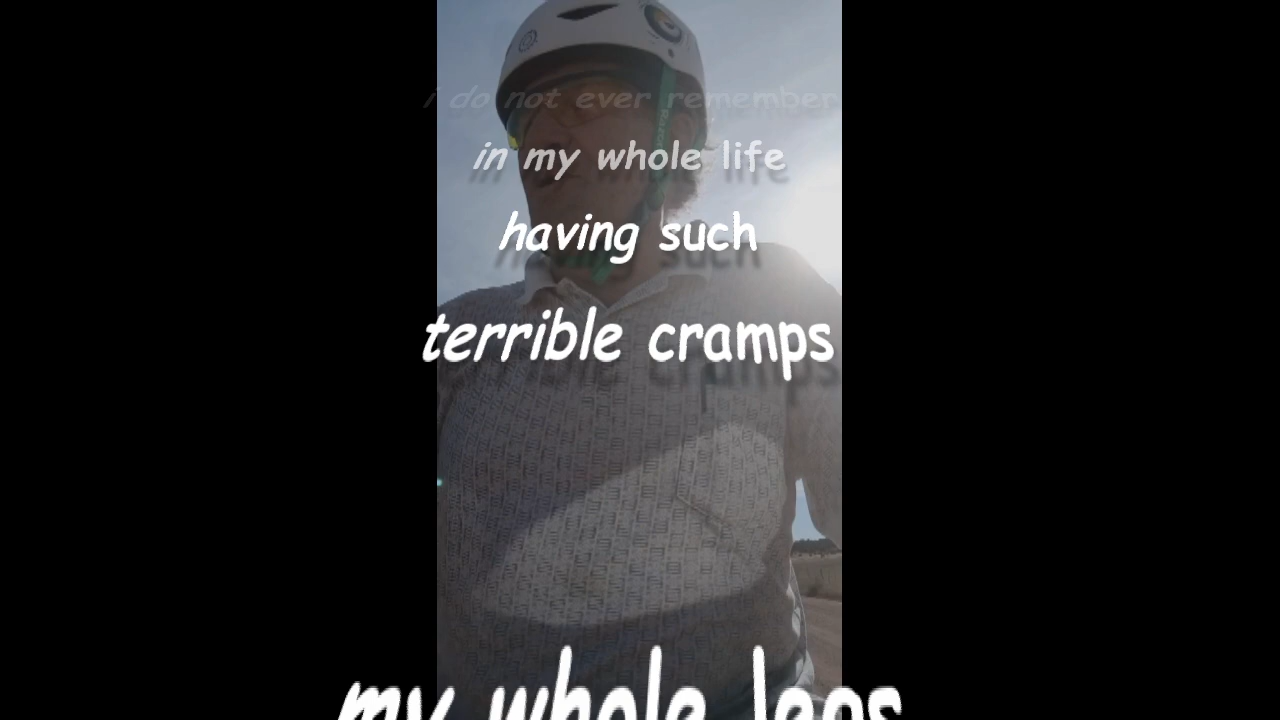 i do not ever remember
in my whole life
having such
terrible cramps
my whole legs